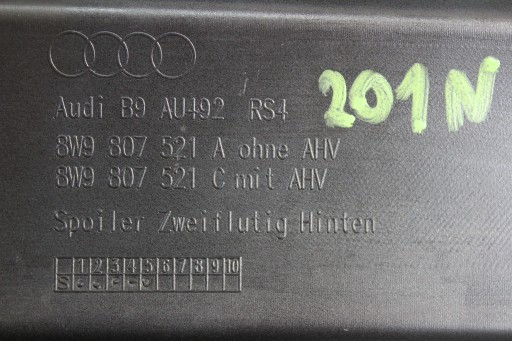 Audi B9 AU492 RS4
201N
8W9 807 521 A ohne AHV
8W9 807 521 C mit AHV
Spoiler Zweiflutig Hinten
1 2 3 4 5 6 7 8 9 10